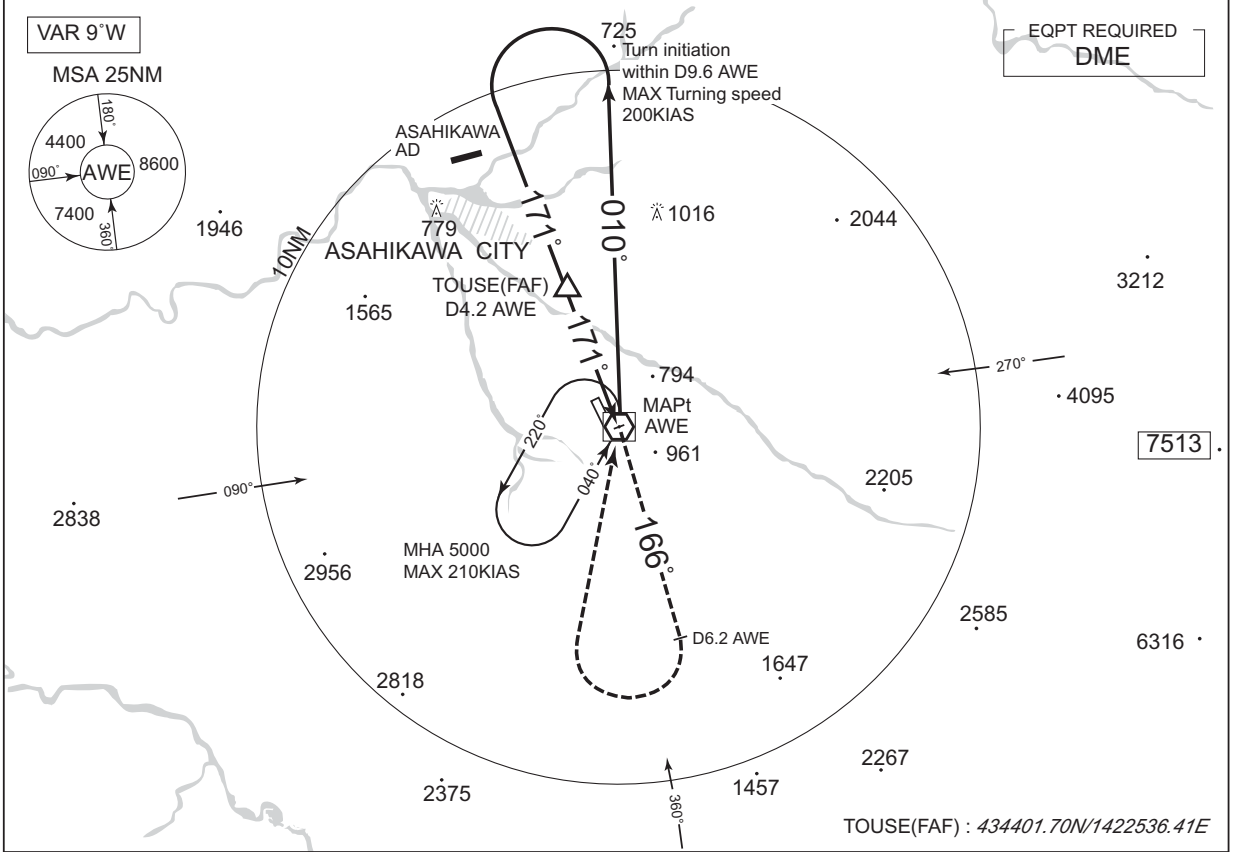 VAR 9°W
MSA 25NM
180°
4400
8600
090°
AWE
7400
360°
725
Turn initiation
within D9.6 AWE
MAX Turning speed
200KIAS
EQPT REQUIRED
DME
ASAHIKAWA
AD
1946
10NM
779
ASAHIKAWA CITY
171°
010°
1016
2044
3212
TOUSE(FAF)
D4.2 AWE
1565
171°
794
270°
4095
MAPt
AWE
961
7513
220°
040°
090°
2205
2838
166°
MHA 5000
MAX 210KIAS
2956
2585
D6.2 AWE
6316
1647
2818
2267
2375
1457
360°
TOUSE(FAF) : 434401.70N/1422536.41E